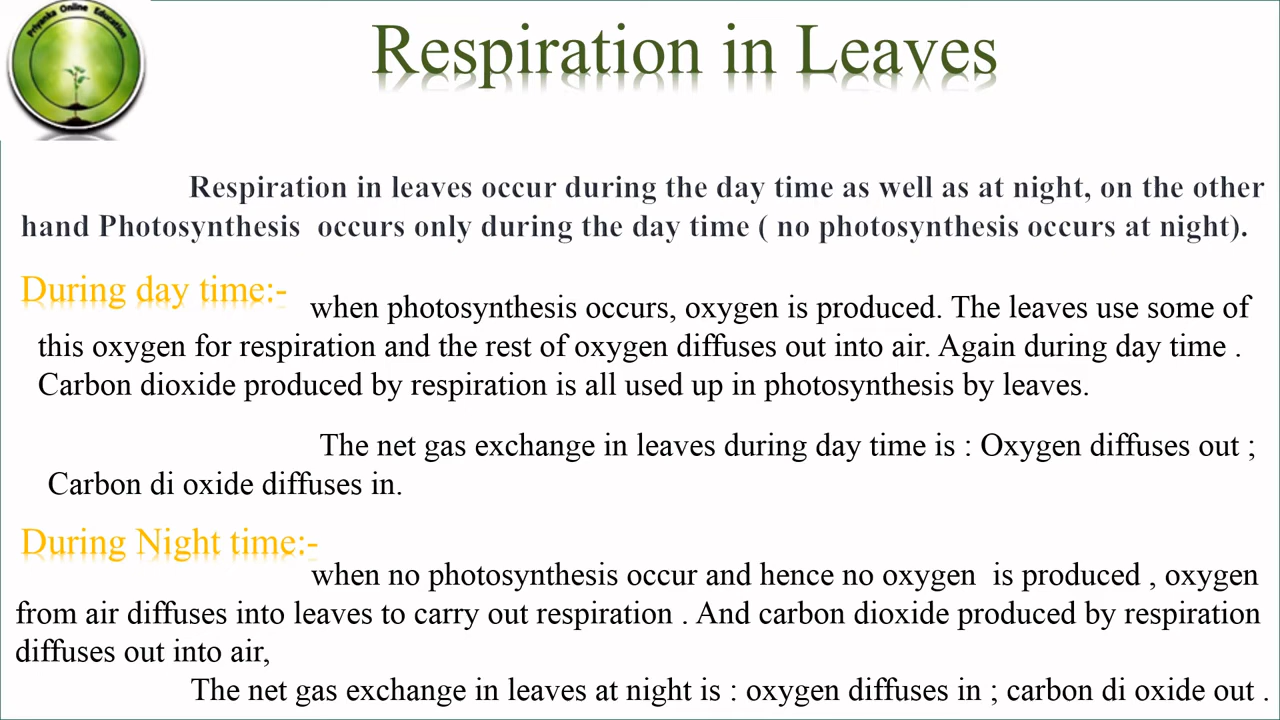 Priyanka Online Education
Respiration in Leaves
Respiration in leaves occur during the day time as well as at night, on the other
hand Photosynthesis occurs only during the day time ( no photosynthesis occurs at night).
During day time:-
when photosynthesis occurs, oxygen is produced. The leaves use some of
this oxygen for respiration and the rest of oxygen diffuses out into air. Again during day time .
Carbon dioxide produced by respiration is all used up in photosynthesis by leaves.
The net gas exchange in leaves during day time is : Oxygen diffuses out ;
Carbon di oxide diffuses in.
During Night time:-
when no photosynthesis occur and hence no oxygen is produced , oxygen
from air diffuses into leaves to carry out respiration . And carbon dioxide produced by respiration
diffuses out into air,
The net gas exchange in leaves at night is : oxygen diffuses in ; carbon di oxide out .